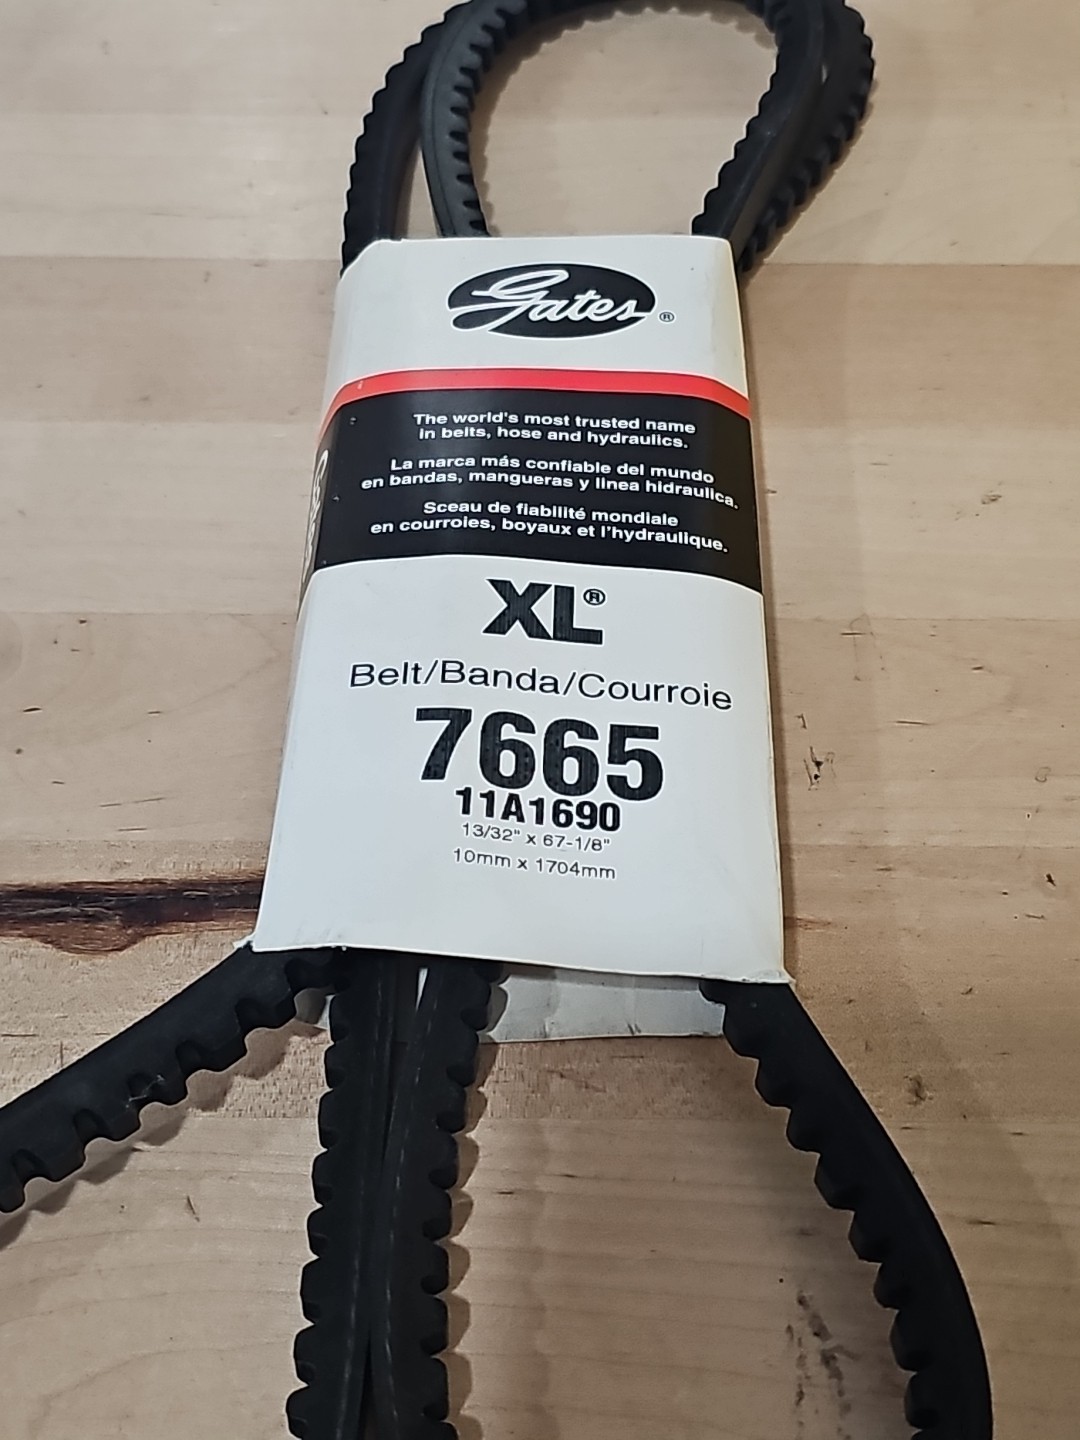 Gates ®
The world's most trusted name
in belts, hose and hydraulics.
La marca más confiable del mundo
en bandas, mangueras y linea hidraulica.
Sceau de fiabilité mondiale
en courroies, boyaux et l'hydraulique.
XL®
Belt/Banda/Courroie
7665
11A1690
13/32" x 67-1/8"
10mm x 1704mm